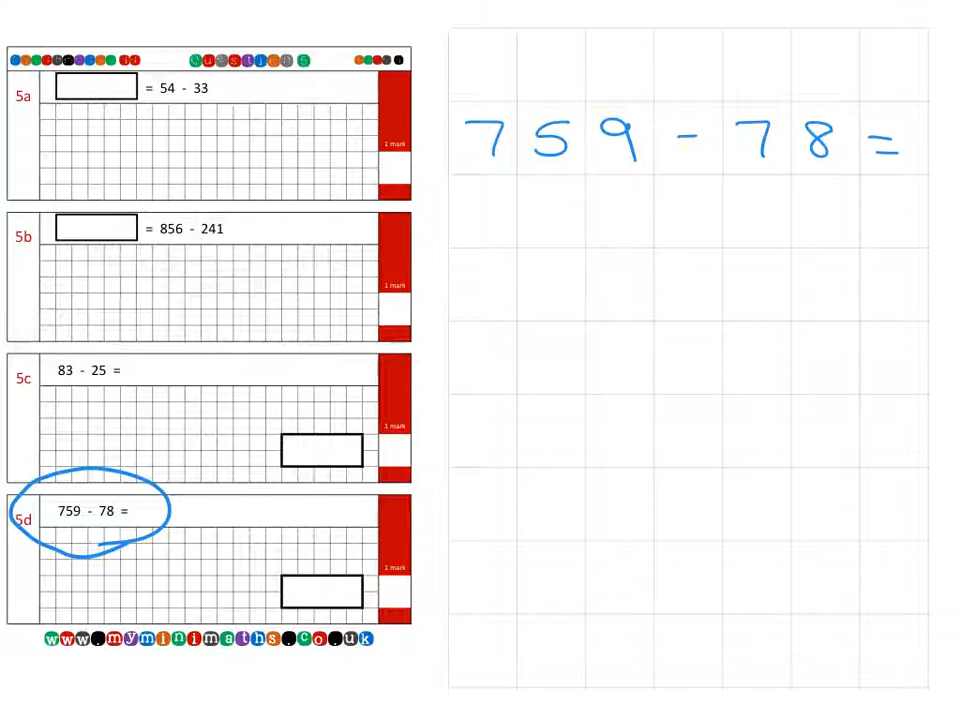 Questions
5a
= 54 - 33
1 mark
5b
= 856 - 241
1 mark
5c
83 - 25 =
1 mark
5d
759 - 78 =
1 mark
www.myminimaths.co.uk
759 - 78 =